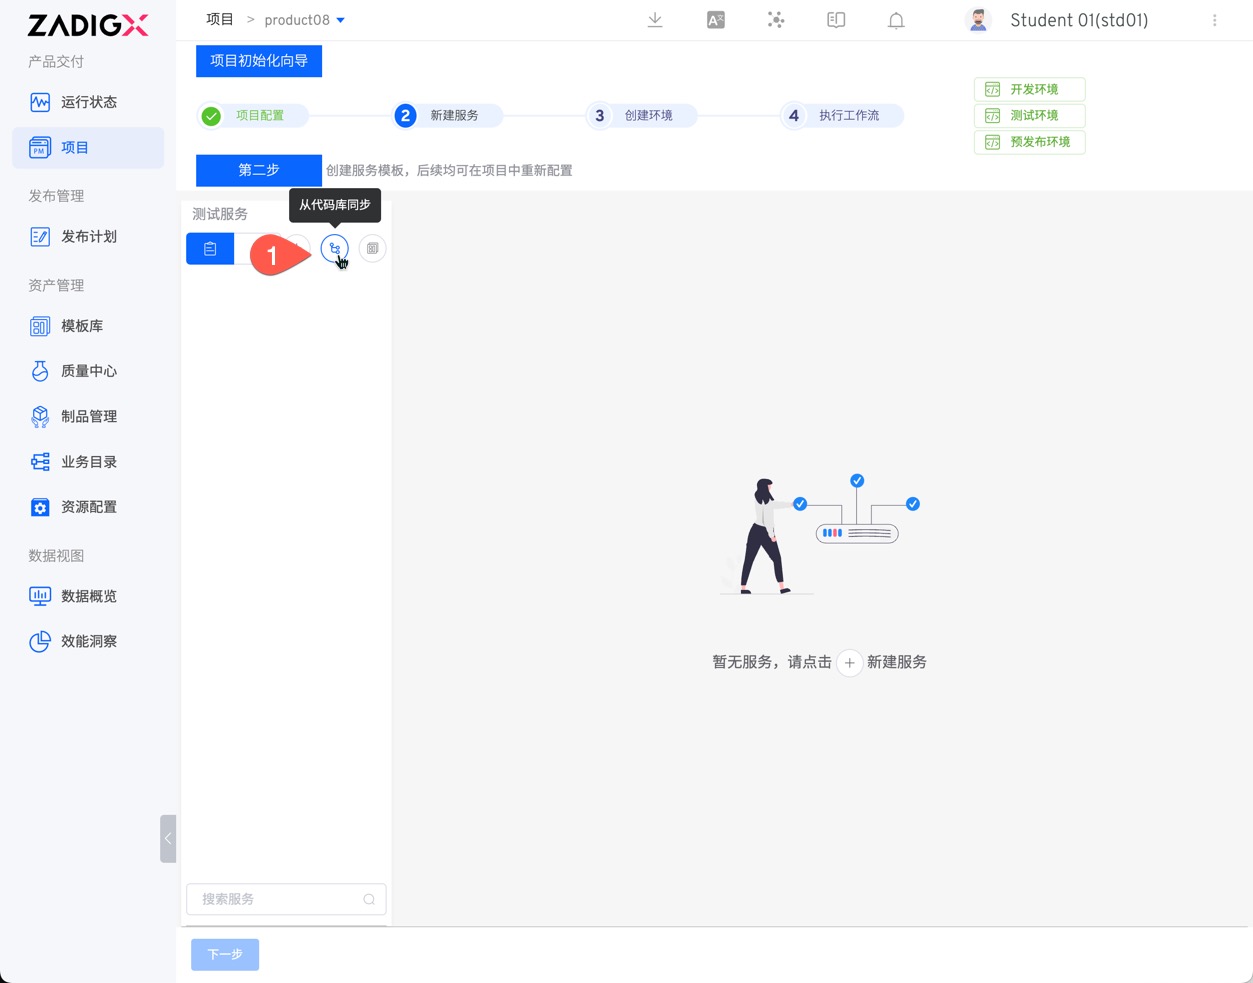 ZADIGX
项目 > product08
Student 01(std01)
产品交付
运行状态
项目
发布管理
发布计划
资产管理
模板库
质量中心
制品管理
业务目录
资源配置
数据视图
数据概览
效能洞察
项目初始化向导
项目配置
2 新建服务
3 创建环境
4 执行工作流
开发环境
测试环境
预发布环境
第二步 创建服务模板，后续均可在项目中重新配置
从代码库同步
测试服务
1
暂无服务，请点击 + 新建服务
搜索服务
下一步